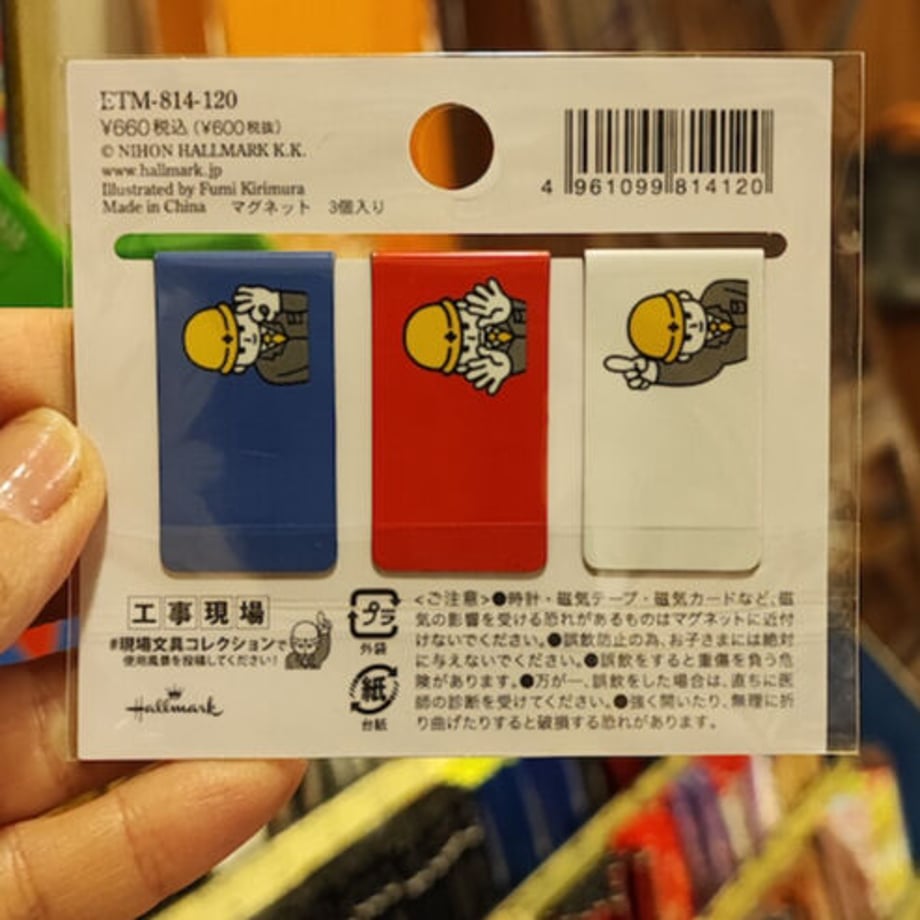 ETM-814-120
¥660税込(¥600税抜)
© NIHON HALLMARK K.K.
www.hallmark.jp
Illustrated by Fumi Kirimura
Made in China マグネット 3個入り
4 961099 814120
工事現場
#現場文具コレクションで
使用風景を投稿してください!
Hallmark
プラ
外袋
紙
台紙
<ご注意>●時計・磁気テープ・磁気カードなど、磁
気の影響を受ける恐れがあるものはマグネットに近付
けないでください。●誤飲防止の為、お子さまには絶対
に与えないでください。●誤飲をすると重傷を負う危
険があります。●万が一、誤飲をした場合は、直ちに医
師の診断を受けてください。●強く開いたり、無理に折
り曲げたりすると破損する恐れがあります。